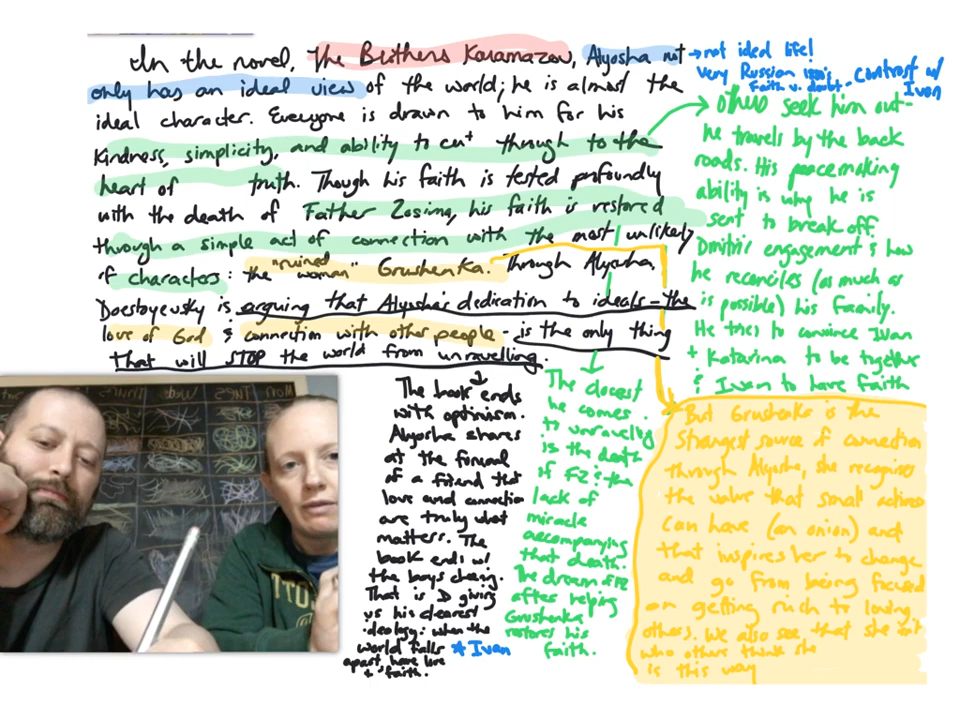 In the novel, The Brothers Karamazov, Alyosha not
only has an ideal view of the world; he is almost the
ideal character. Everyone is drawn to him for his
kindness, simplicity, and ability to cut through to the
heart of truth. Though his faith is tested profoundly
with the death of Father Zosima, his faith is restored
through a simple act of connection with the most unlikely
of characters: the "ruined woman" Grushenka. Through Alyosha,
Doestoyevsky is arguing that Alyosha's dedication to ideals - the
love of God & connection with other people - is the only thing
that will STOP the world from unravelling.
→ not ideal life!
very Russian 1800s
Faith v. doubt -
Contrast w/
Ivan
others seek him out -
he travels by the back
roads. His peacemaking
ability is why he is
sent to break off
Dmitri's engagement & how
he reconciles (as much as
is possible) his family.
He tries to convince Ivan
+ Katarina to be together
& Ivan to have faith
But Grushenka is the
strangest source of connection
through Alyosha, she recognizes
the value that small actions
can have (an onion) and
that inspires her to change
and go from being focused
on getting rich to loving
others. We also see that she isn't
who others think she
is this way
The book ends
with optimism.
Alyosha shares
at the funeral
of a friend that
love and connection
are truly what
matters. The
book ends w/
the boys
That is D giving
us his clearest
ideology: when the
world falls
apart, have love
+ faith.
* Ivan
The closest
he comes
to unraveling
is the death
of FZ & the
lack of
miracle
accompanying
that death.
The dream of FZ
after helping
Grushenka
restores his
faith.